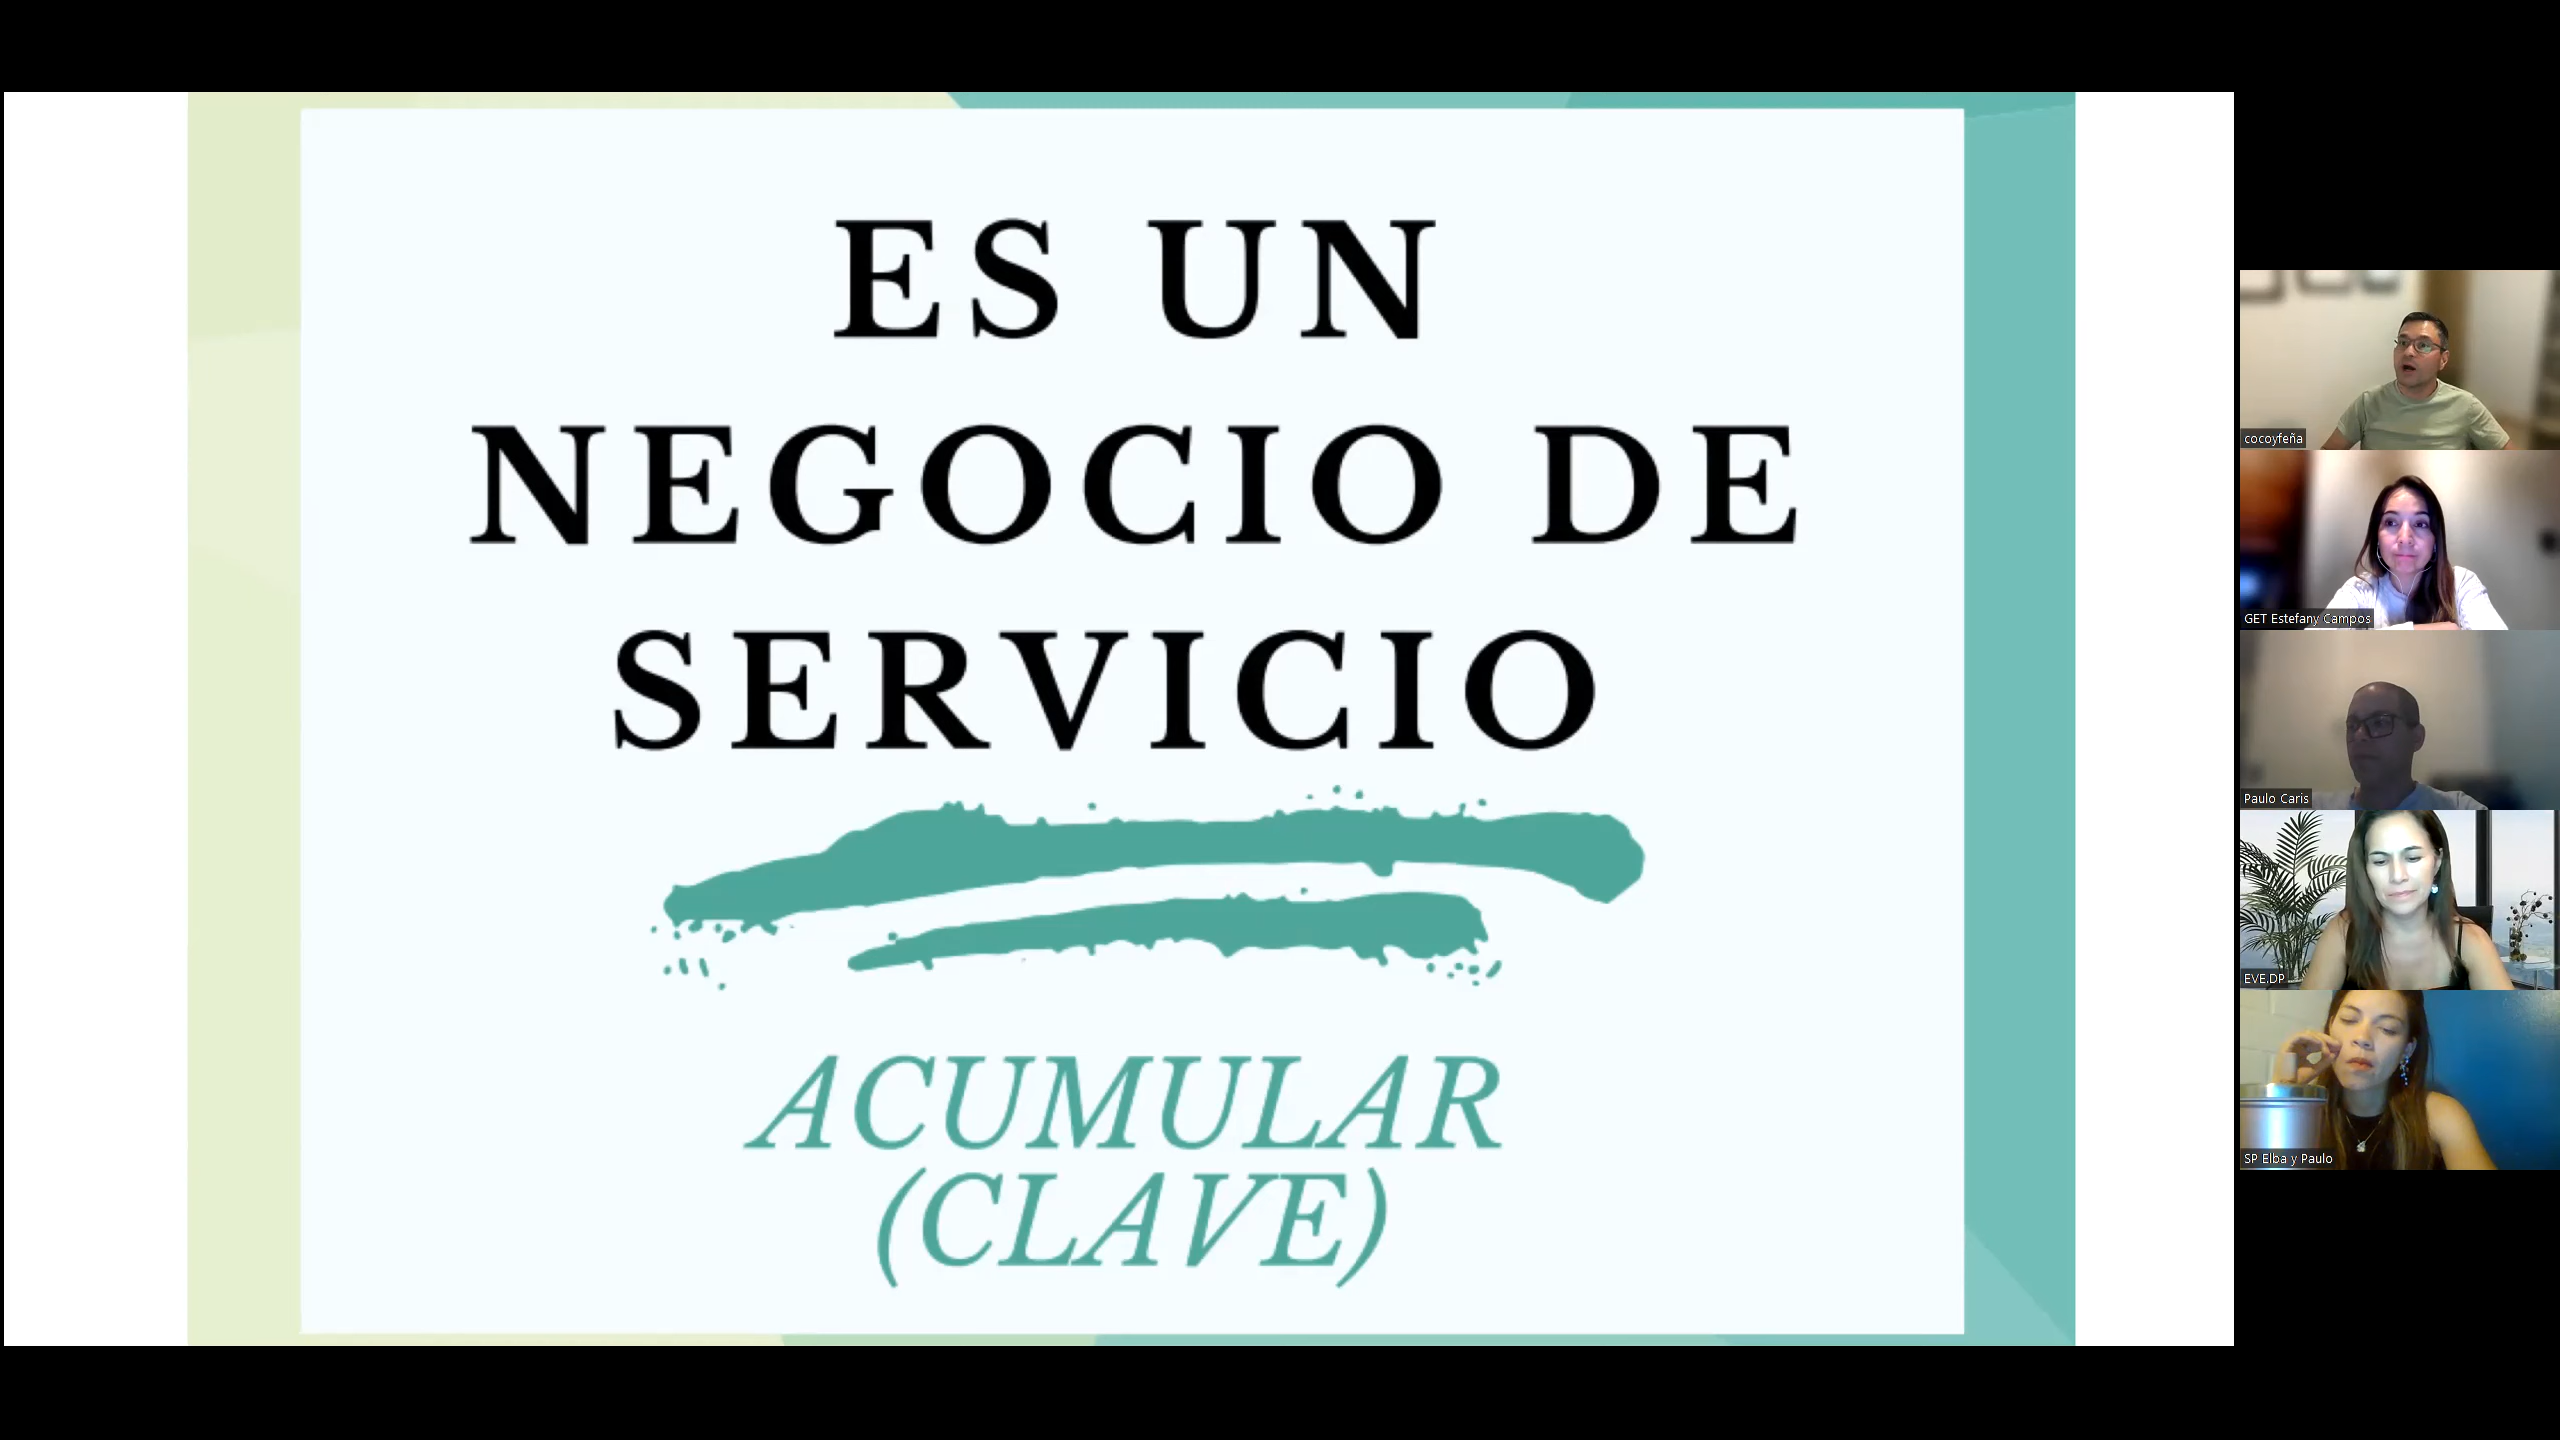 ES UN
NEGOCIO DE
SERVICIO
ACUMULAR
(CLAVE)
cocoyfeña
GET Estefany Campos
Paulo Caris
EVE.DP
SP Elba y Paulo